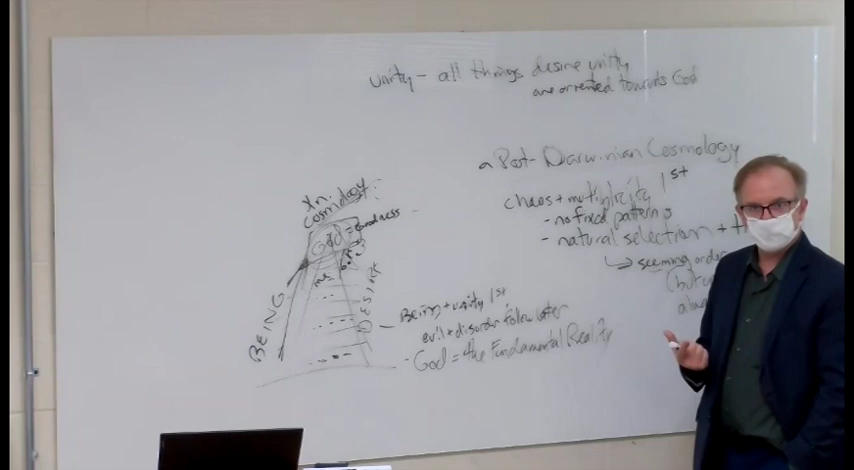 unity - all things desire unity
are oriented towards God
a Post-Darwinian Cosmology
chaos + multiplicity 1st
- no fixed patterns
- natural selection +
↳ seeming order
(but
Xn.
cosmology:
God = Goodness
BEING
DESIRE
- Being + unity 1st
evil + disorder follow later
- God = the Fundamental Reality